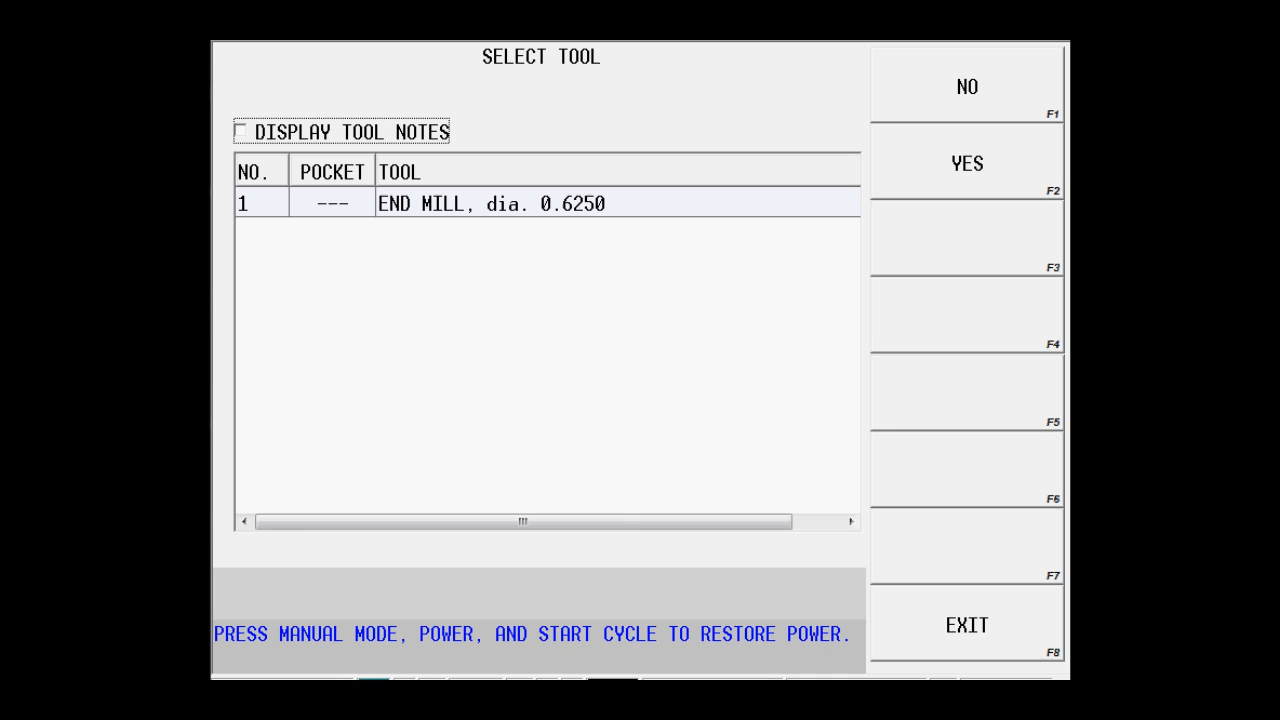 SELECT TOOL
NO
F1
DISPLAY TOOL NOTES
YES
F2
NO. POCKET TOOL
1 --- END MILL, dia. 0.6250
F3
F4
F5
F6
F7
PRESS MANUAL MODE, POWER, AND START CYCLE TO RESTORE POWER.
EXIT
F8